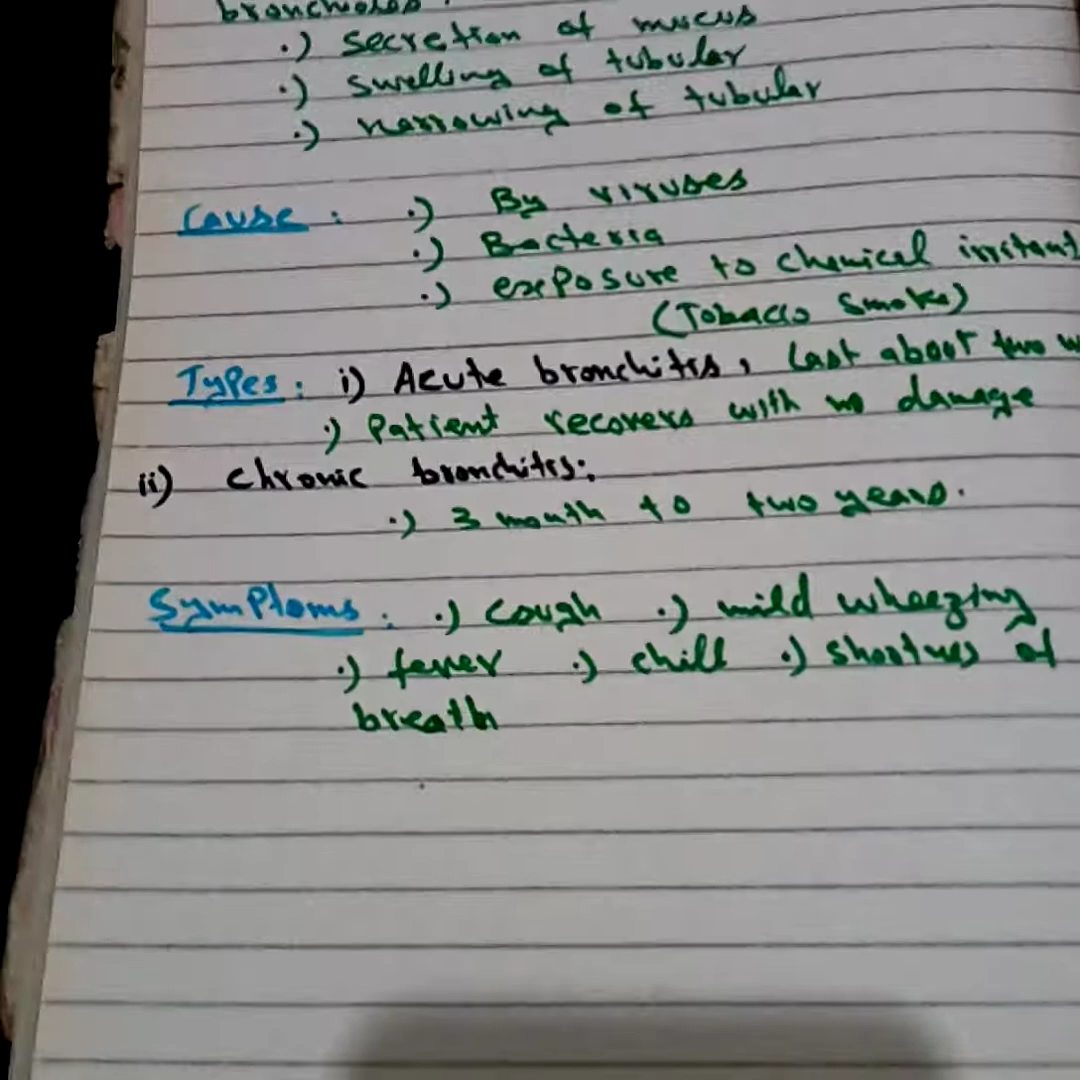 bronchioles.
.) secretion of mucus
.) swelling of tubular
.) narrowing of tubular
Cause : .) By viruses
.) Bacteria
.) exposure to chemical irritant
(Tobacco Smoke)
Types : i) Acute bronchitis, Last about two w
.) Patient recovers with no damage
ii) Chronic bronchitis:
.) 3 month to two years.
Symptoms : .) cough .) mild wheezing
.) fever .) chill .) shortness of
breath